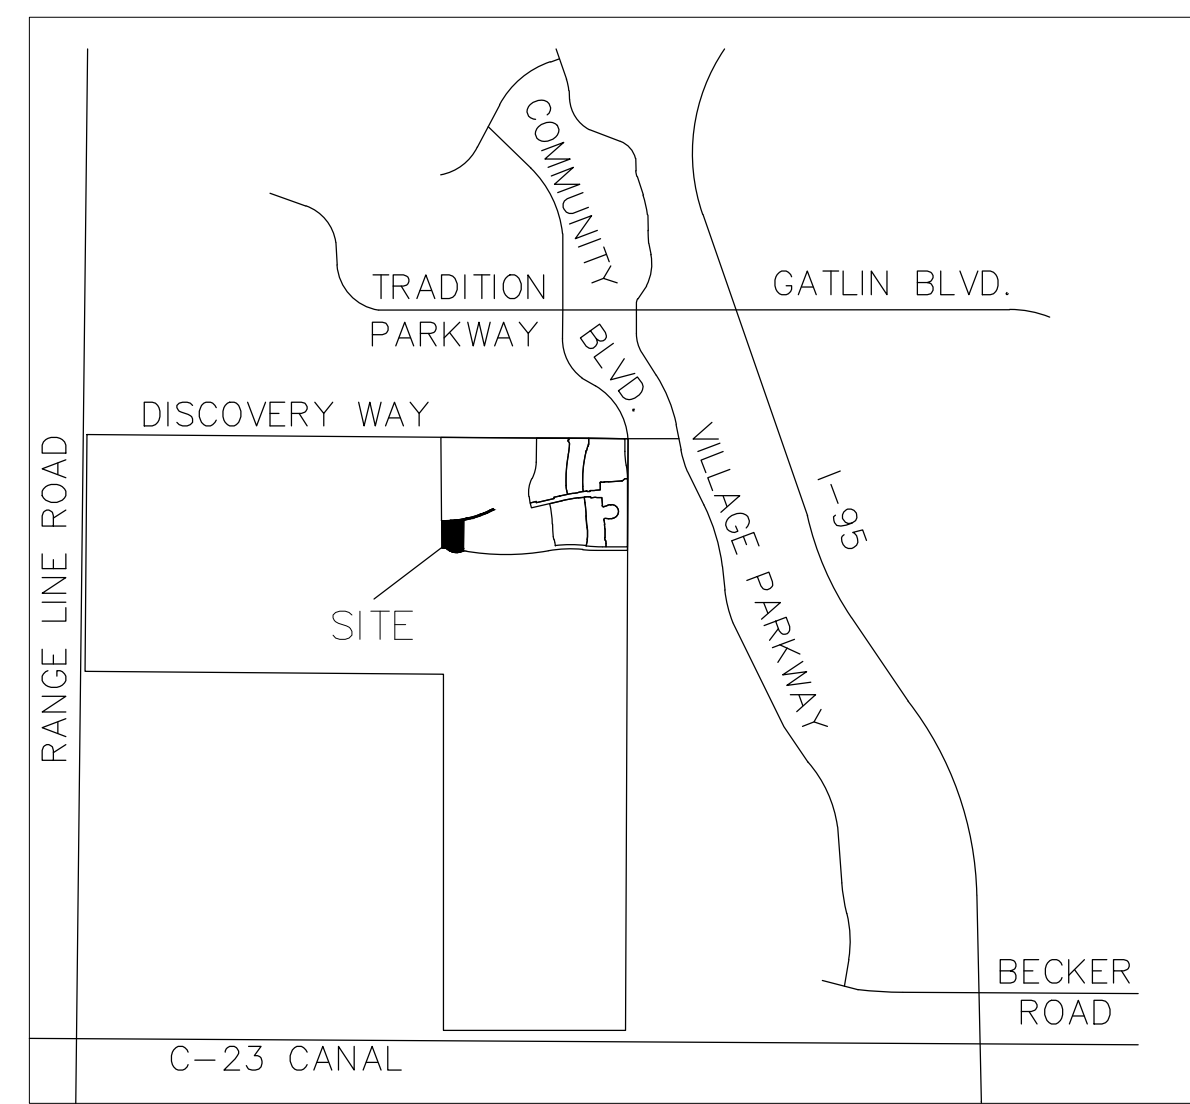 COMMUNITY
BLVD.
TRADITION
PARKWAY
GATLIN BLVD.
DISCOVERY WAY
RANGE LINE ROAD
VILLAGE PARKWAY
I-95
SITE
BECKER
ROAD
C-23 CANAL